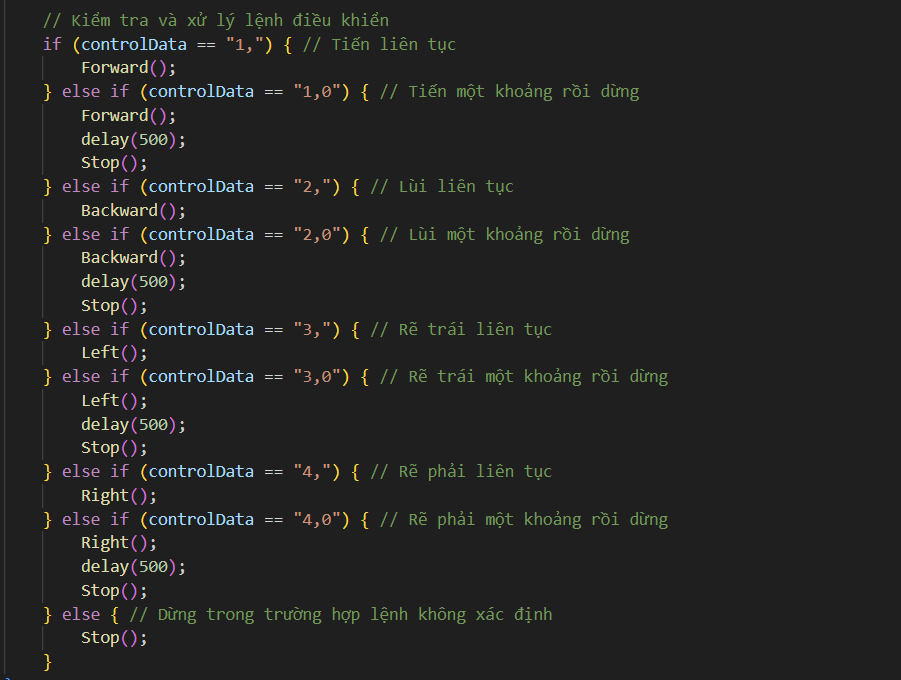 // Kiểm tra và xử lý lệnh điều khiển
if (controlData == "1,") { // Tiến liên tục
    Forward();
} else if (controlData == "1,0") { // Tiến một khoảng rồi dừng
    Forward();
    delay(500);
    Stop();
} else if (controlData == "2,") { // Lùi liên tục
    Backward();
} else if (controlData == "2,0") { // Lùi một khoảng rồi dừng
    Backward();
    delay(500);
    Stop();
} else if (controlData == "3,") { // Rẽ trái liên tục
    Left();
} else if (controlData == "3,0") { // Rẽ trái một khoảng rồi dừng
    Left();
    delay(500);
    Stop();
} else if (controlData == "4,") { // Rẽ phải liên tục
    Right();
} else if (controlData == "4,0") { // Rẽ phải một khoảng rồi dừng
    Right();
    delay(500);
    Stop();
} else { // Dừng trong trường hợp lệnh không xác định
    Stop();
}